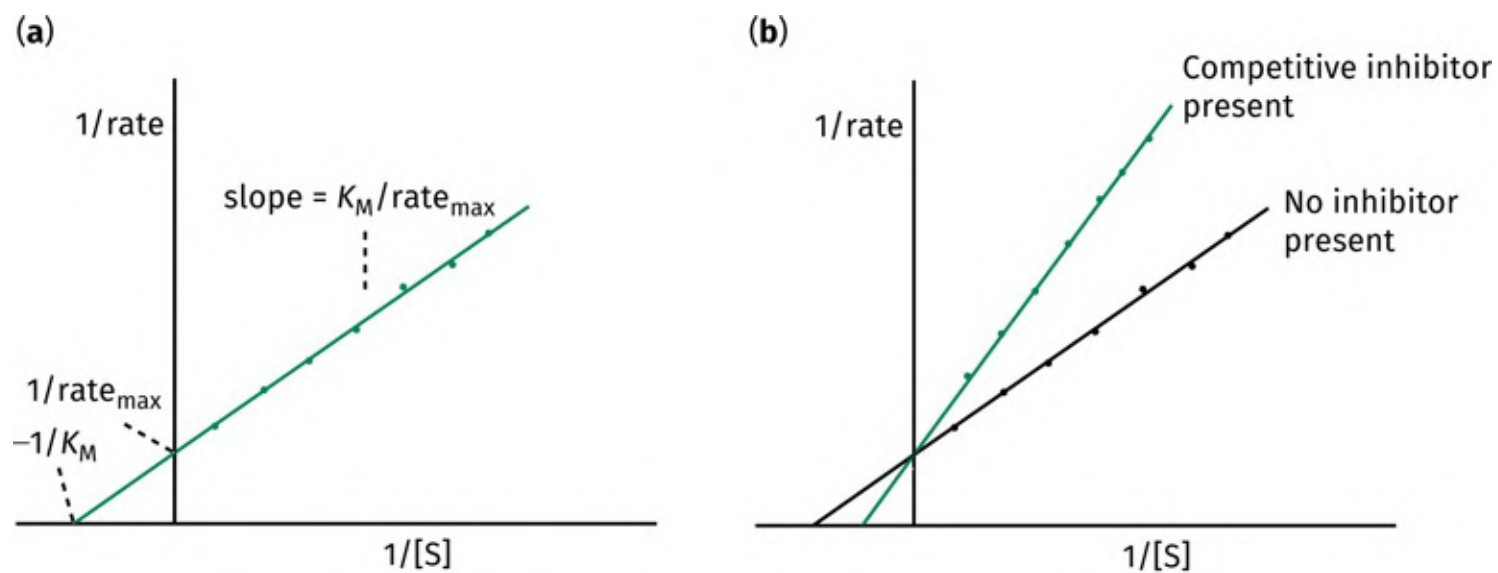 (a)
1/rate
slope = K_M/rate_max
1/rate_max
–1/K_M
1/[S]
(b)
Competitive inhibitor
present
1/rate
No inhibitor
present
1/[S]